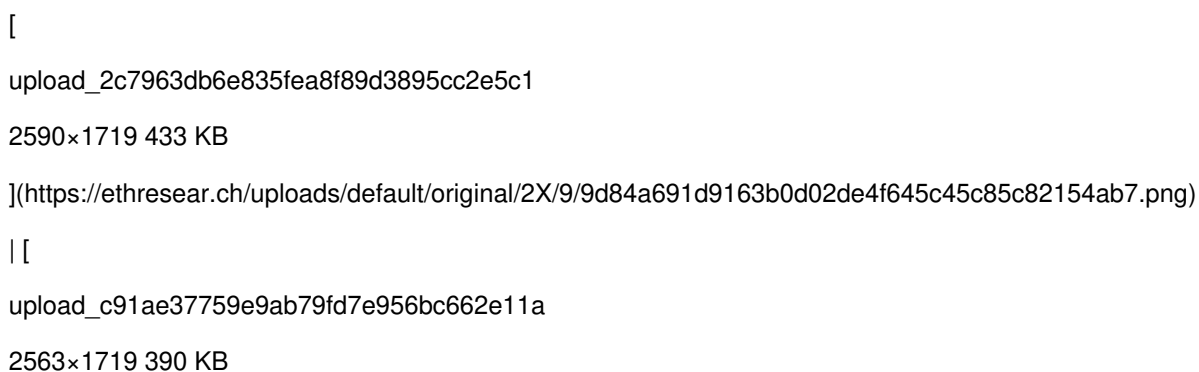 [
upload_2c7963db6e835fea8f89d3895cc2e5c1
2590×1719 433 KB
](https://ethresear.ch/uploads/default/original/2X/9/9d84a691d9163b0d02de4f645c45c85c82154ab7.png)
| [
upload_c91ae37759e9ab79fd7e956bc662e11a
2563×1719 390 KB